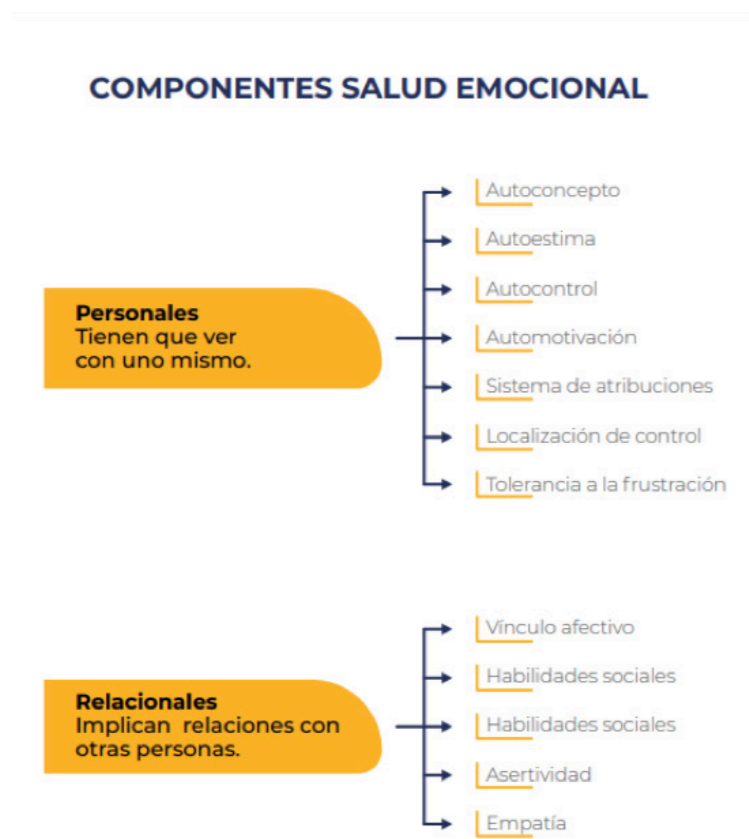 COMPONENTES SALUD EMOCIONAL
Personales
Tienen que ver
con uno mismo.
Autoconcepto
Autoestima
Autocontrol
Automotivación
Sistema de atribuciones
Localización de control
Tolerancia a la frustración
Relacionales
Implican relaciones con
otras personas.
Vínculo afectivo
Habilidades sociales
Habilidades sociales
Asertividad
Empatía